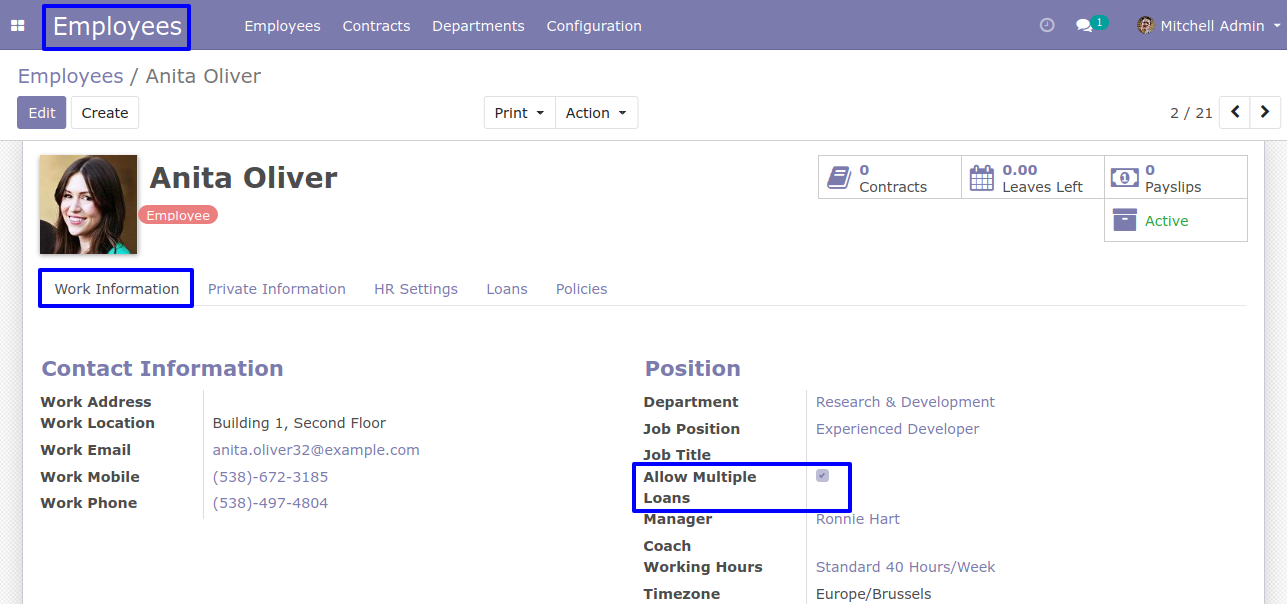 Employees Employees Contracts Departments Configuration 1 Mitchell Admin
Employees / Anita Oliver
Edit Create Print Action 2 / 21
Anita Oliver
Employee
0 Contracts
0.00 Leaves Left
0 Payslips
Active
Work Information Private Information HR Settings Loans Policies
Contact Information
Work Address
Work Location Building 1, Second Floor
Work Email anita.oliver32@example.com
Work Mobile (538)-672-3185
Work Phone (538)-497-4804
Position
Department Research & Development
Job Position Experienced Developer
Job Title
Allow Multiple
Loans
Manager Ronnie Hart
Coach
Working Hours Standard 40 Hours/Week
Timezone Europe/Brussels